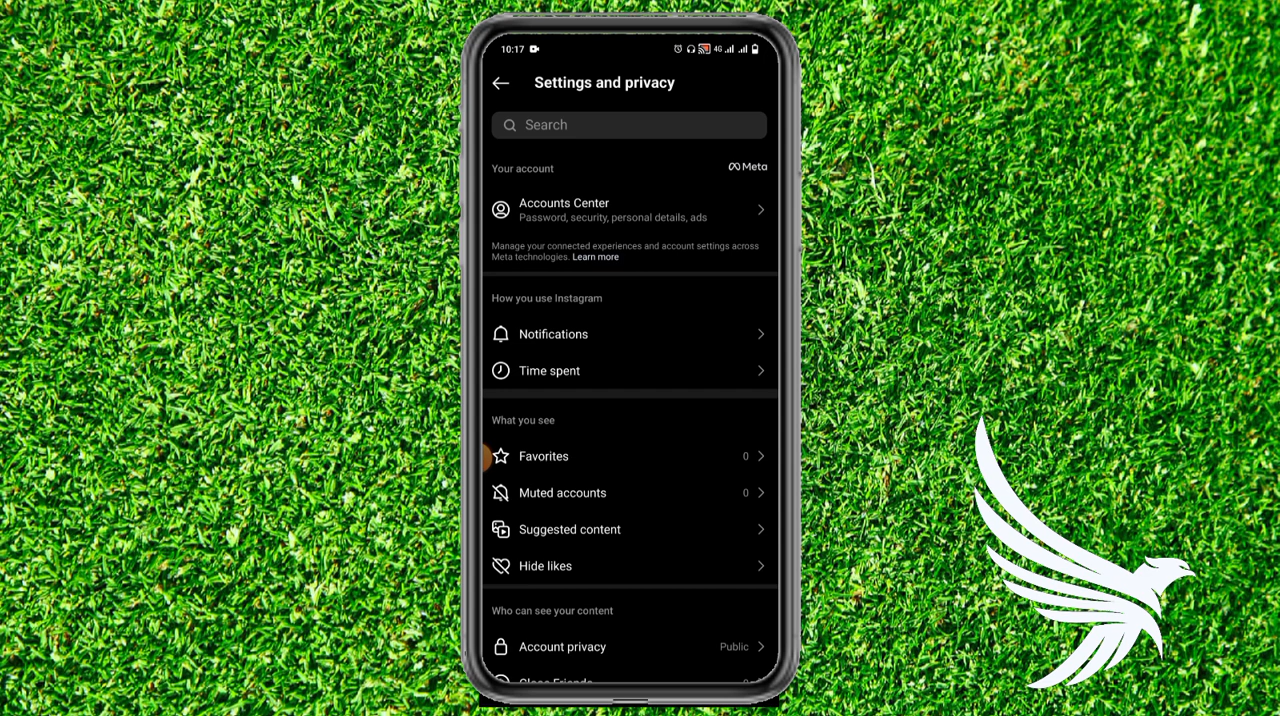 10:17
4G
Settings and privacy
Search
Your account
Meta
Accounts Center
Password, security, personal details, ads
Manage your connected experiences and account settings across
Meta technologies. Learn more
How you use Instagram
Notifications
Time spent
What you see
Favorites 0
Muted accounts 0
Suggested content
Hide likes
Who can see your content
Account privacy Public
Close Friends